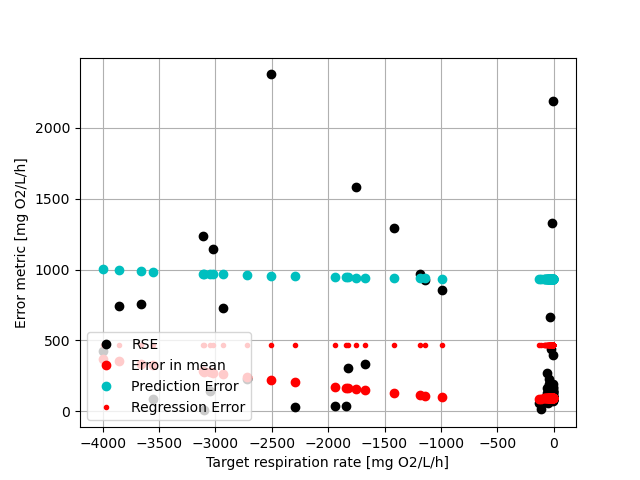 2000
1500
1000
500
0
Error metric [mg O2/L/h]
RSE
Error in mean
Prediction Error
Regression Error
−4000 −3500 −3000 −2500 −2000 −1500 −1000 −500 0
Target respiration rate [mg O2/L/h]